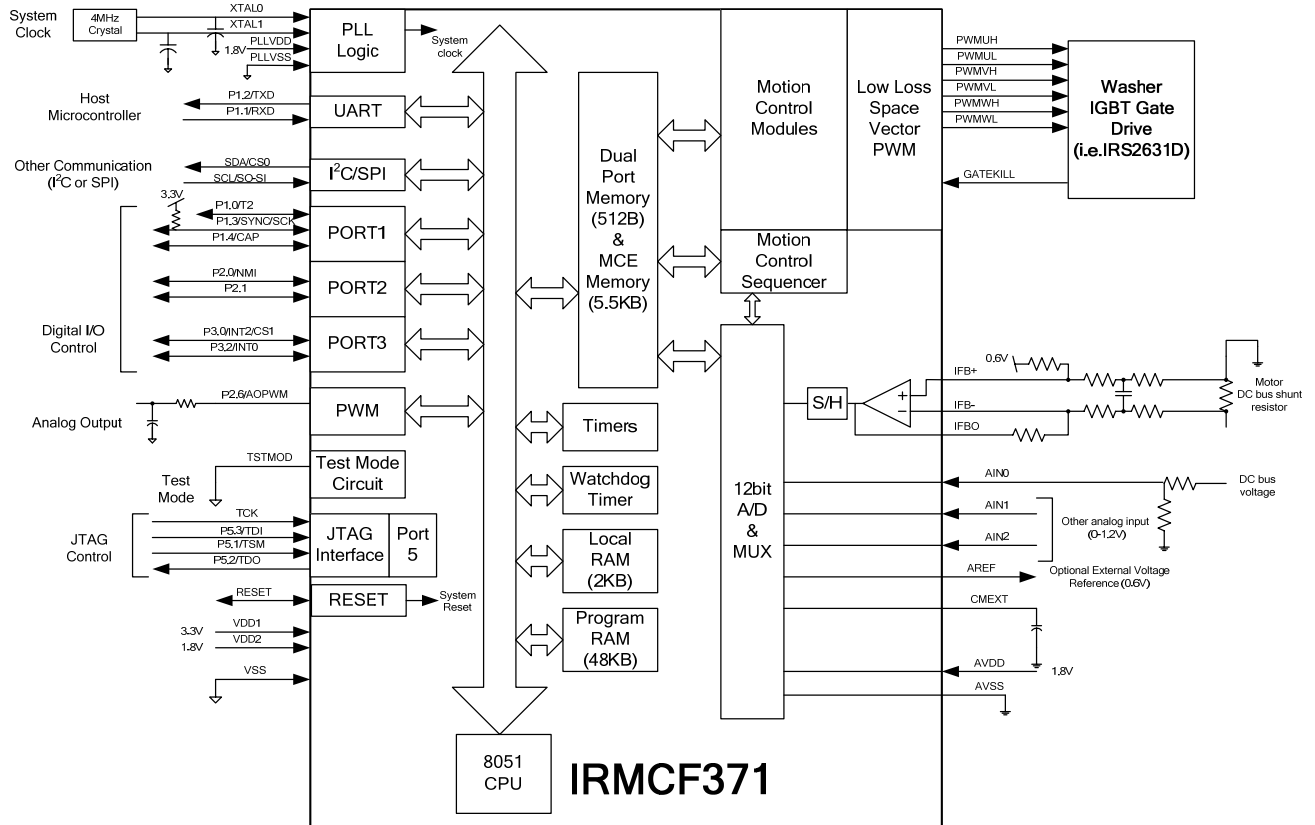 System
Clock
4MHz
Crystal
XTAL0
XTAL1
1.8V
PLLVDD
PLLVSS
PLL
Logic
System
clock
Host
Microcontroller
P1.2/TXD
P1.1/RXD
UART
Other Communication
(I²C or SPI)
SDA/CS0
SCL/SO-SI
I²C/SPI
3.3V
P1.0/T2
P1.3/SYNC/SCK
P1.4/CAP
PORT1
P2.0/NMI
P2.1
PORT2
Digital I/O
Control
P3.0/INT2/CS1
P3.2/INT0
PORT3
Analog Output
P2.6/AOPWM
PWM
Test
Mode
TSTMOD
Test Mode
Circuit
JTAG
Control
TCK
P5.3/TDI
P5.1/TSM
P5.2/TDO
JTAG
Interface
Port
5
RESET
RESET
System
Reset
3.3V
VDD1
1.8V
VDD2
VSS
8051
CPU
IRMCF371
Dual
Port
Memory
(512B)
&
MCE
Memory
(5.5KB)
Timers
Watchdog
Timer
Local
RAM
(2KB)
Program
RAM
(48KB)
Motion
Control
Modules
Low Loss
Space
Vector
PWM
Motion
Control
Sequencer
12bit
A/D
&
MUX
S/H
+
−
PWMUH
PWMUL
PWMVH
PWMVL
PWMWH
PWMWL
GATEKILL
Washer
IGBT Gate
Drive
(i.e.IRS2631D)
0.6V
IFB+
IFB-
IFBO
Motor
DC bus shunt
resistor
AIN0
DC bus
voltage
AIN1
AIN2
Other analog input
(0-1.2V)
AREF
Optional External Voltage
Reference (0.6V)
CMEXT
AVDD
1.8V
AVSS